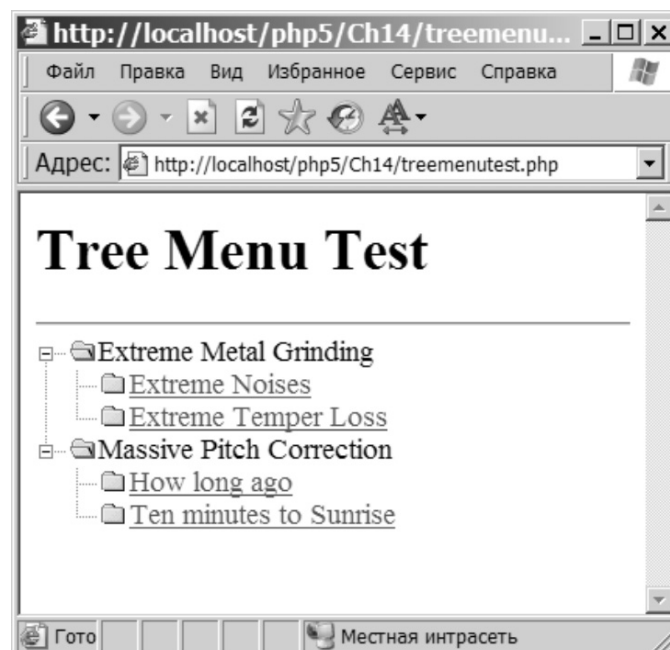 http://localhost/php5/Ch14/treemenu...
Файл Правка Вид Избранное Сервис Справка
Адрес: http://localhost/php5/Ch14/treemenutest.php
Tree Menu Test
Extreme Metal Grinding
Extreme Noises
Extreme Temper Loss
Massive Pitch Correction
How long ago
Ten minutes to Sunrise
Гото Местная интрасеть